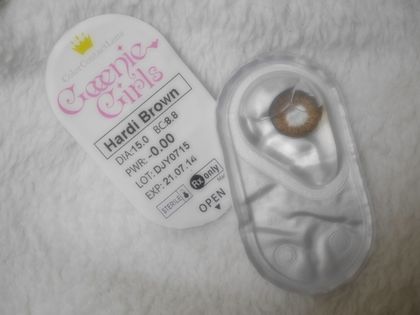 ColorContactLens
Geenie
Girls
Hardi Brown
DIA:15.0 BC:8.8
PWR: -0.00
LOT: DJY0715
EXP: 21.07.14
STERILE
Rx only
OPEN